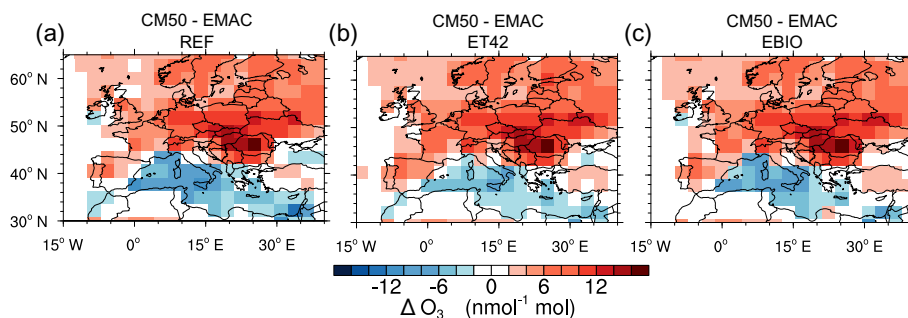 CM50 - EMAC CM50 - EMAC CM50 - EMAC
(a) REF (b) ET42 (c) EBIO
60° N
50° N
40° N
30° N
15° W 0° 15° E 30° E 15° W 0° 15° E 30° E 15° W 0° 15° E 30° E
-12 -6 0 6 12
Δ O₃ (nmol⁻¹ mol)